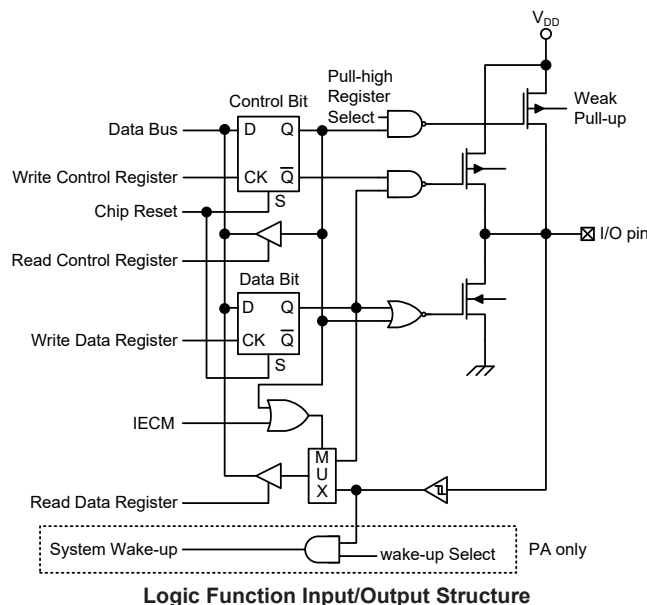 V_DD
Pull-high
Register
Select
Control Bit
Weak
Pull-up
Data Bus
D
Q
Write Control Register
CK
Q̅
Chip Reset
S
I/O pin
Read Control Register
Data Bit
D
Q
Write Data Register
CK
Q̅
S
IECM
M
U
X
Read Data Register
System Wake-up
wake-up Select
PA only
Logic Function Input/Output Structure